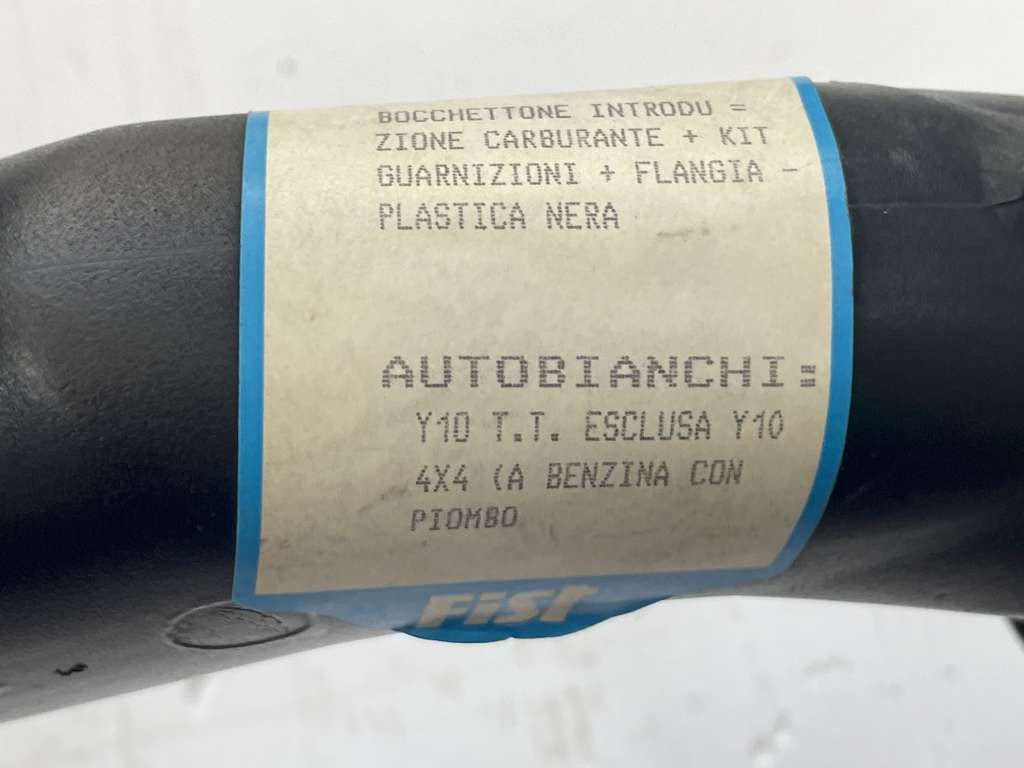 BOCCHETTONE INTRODU =
ZIONE CARBURANTE + KIT
GUARNIZIONI + FLANGIA -
PLASTICA NERA
AUTOBIANCHI:
Y10 T.T. ESCLUSA Y10
4X4 (A BENZINA CON
PIOMBO
Fist